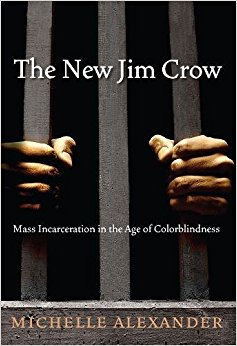 The New Jim Crow
Mass Incarceration in the Age of Colorblindness
MICHELLE ALEXANDER